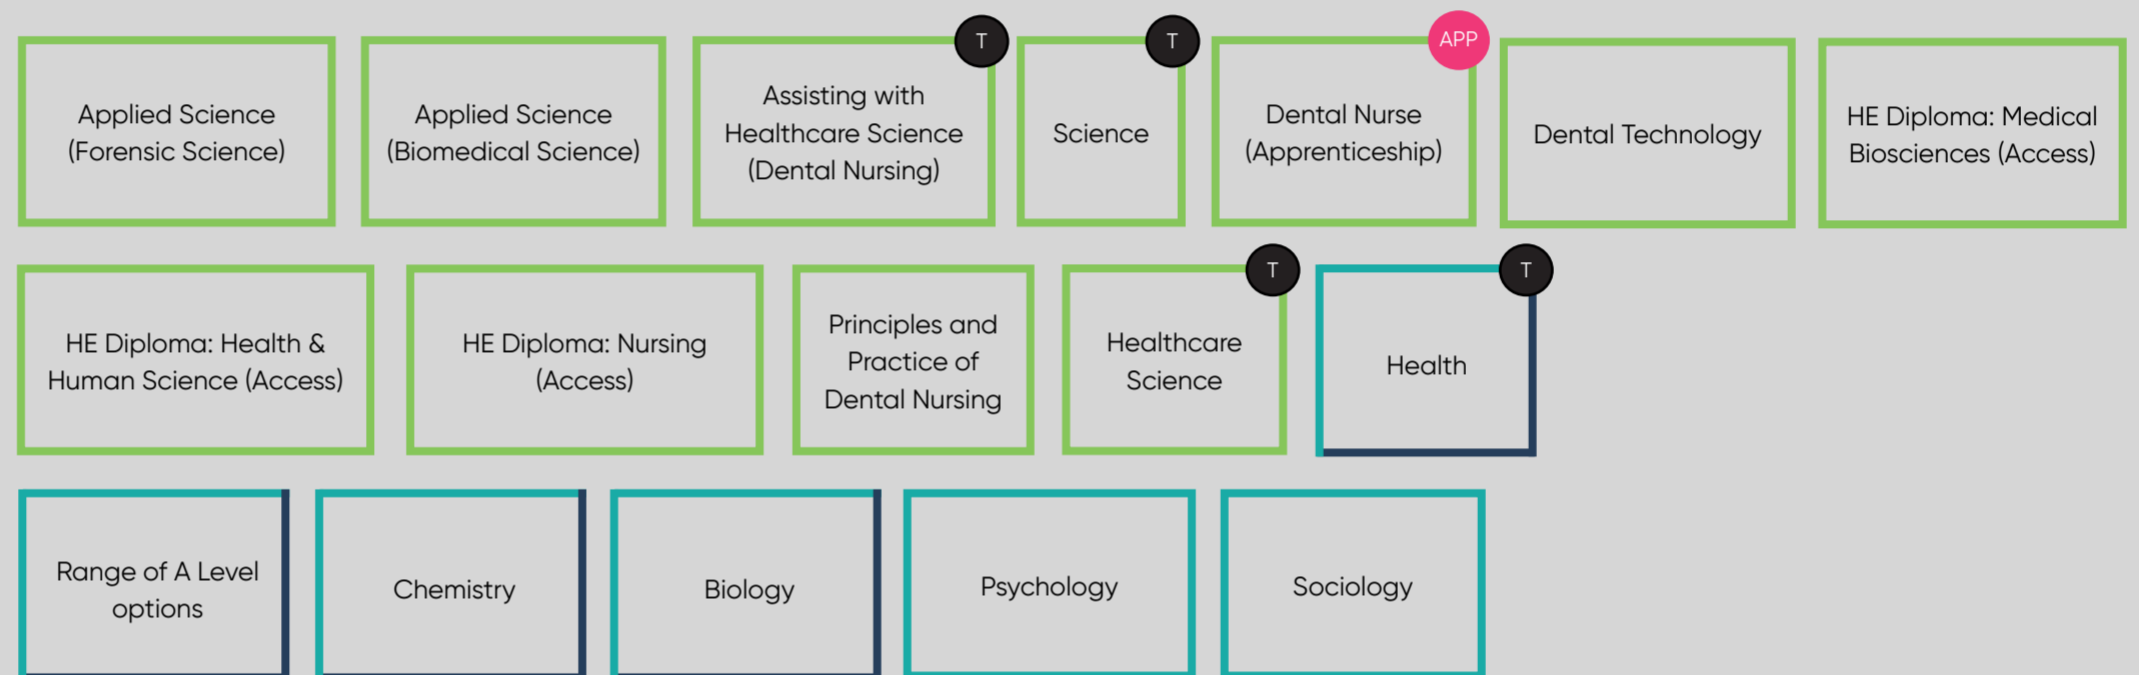 Applied Science
(Forensic Science)
Applied Science
(Biomedical Science)
T
Assisting with
Healthcare Science
(Dental Nursing)
T
Science
APP
Dental Nurse
(Apprenticeship)
Dental Technology
HE Diploma: Medical
Biosciences (Access)
HE Diploma: Health &
Human Science (Access)
HE Diploma: Nursing
(Access)
Principles and
Practice of
Dental Nursing
T
Healthcare
Science
T
Health
Range of A Level
options
Chemistry
Biology
Psychology
Sociology